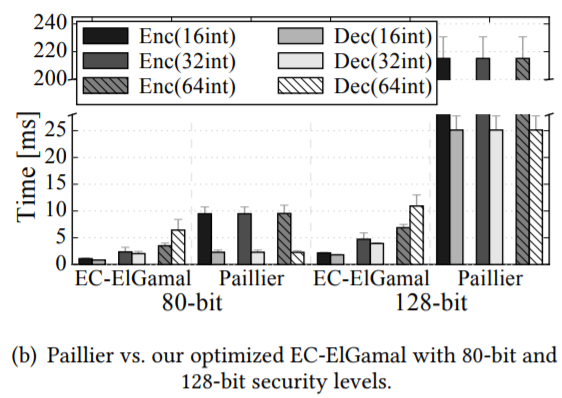 240
220
200
25
20
15
10
5
0
Time [ms]
Enc(16int) Dec(16int)
Enc(32int) Dec(32int)
Enc(64int) Dec(64int)
EC-ElGamal Paillier EC-ElGamal Paillier
80-bit 128-bit
(b) Paillier vs. our optimized EC-ElGamal with 80-bit and
128-bit security levels.